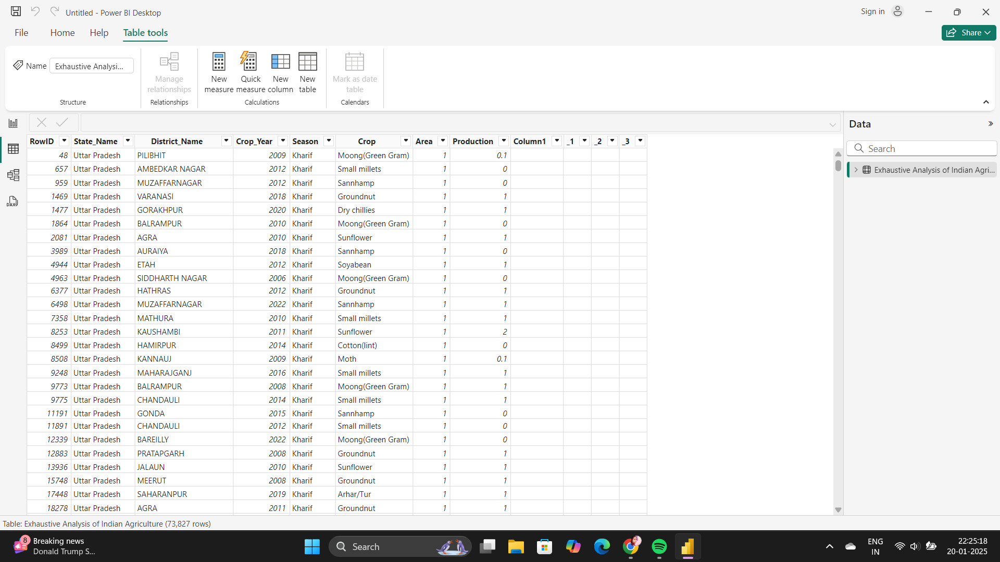 Untitled - Power BI Desktop
Sign in
File Home Help Table tools
Share
Name Exhaustive Analysi...
Manage relationships
New measure
Quick measure
New column
New table
Mark as date table
Structure Relationships Calculations Calendars
Data
Search
Exhaustive Analysis of Indian Agri...
DAX
RowID State_Name District_Name Crop_Year Season Crop Area Production Column1 _1 _2 _3
48 Uttar Pradesh PILIBHIT 2009 Kharif Moong(Green Gram) 1 0.1
657 Uttar Pradesh AMBEDKAR NAGAR 2012 Kharif Small millets 1 0
959 Uttar Pradesh MUZAFFARNAGAR 2012 Kharif Sannhamp 1 0
1469 Uttar Pradesh VARANASI 2018 Kharif Groundnut 1 1
1477 Uttar Pradesh GORAKHPUR 2020 Kharif Dry chillies 1 1
1864 Uttar Pradesh BALRAMPUR 2010 Kharif Moong(Green Gram) 1 0
2081 Uttar Pradesh AGRA 2010 Kharif Sunflower 1 1
3989 Uttar Pradesh AURAIYA 2018 Kharif Sannhamp 1 0
4944 Uttar Pradesh ETAH 2012 Kharif Soyabean 1 1
4963 Uttar Pradesh SIDDHARTH NAGAR 2006 Kharif Moong(Green Gram) 1 0
6377 Uttar Pradesh HATHRAS 2012 Kharif Groundnut 1 1
6498 Uttar Pradesh MUZAFFARNAGAR 2022 Kharif Sannhamp 1 1
7358 Uttar Pradesh MATHURA 2010 Kharif Small millets 1 1
8253 Uttar Pradesh KAUSHAMBI 2011 Kharif Sunflower 1 2
8499 Uttar Pradesh HAMIRPUR 2014 Kharif Cotton(lint) 1 0
8508 Uttar Pradesh KANNAUJ 2009 Kharif Moth 1 0.1
9248 Uttar Pradesh MAHARAJGANJ 2016 Kharif Small millets 1 1
9773 Uttar Pradesh BALRAMPUR 2008 Kharif Moong(Green Gram) 1 1
9775 Uttar Pradesh CHANDAULI 2014 Kharif Small millets 1 1
11191 Uttar Pradesh GONDA 2015 Kharif Sannhamp 1 0
11891 Uttar Pradesh CHANDAULI 2012 Kharif Small millets 1 0
12339 Uttar Pradesh BAREILLY 2022 Kharif Moong(Green Gram) 1 0
12883 Uttar Pradesh PRATAPGARH 2008 Kharif Groundnut 1 1
13936 Uttar Pradesh JALAUN 2010 Kharif Sunflower 1 1
15748 Uttar Pradesh MEERUT 2008 Kharif Groundnut 1 1
17448 Uttar Pradesh SAHARANPUR 2019 Kharif Arhar/Tur 1 1
18278 Uttar Pradesh AGRA 2011 Kharif Groundnut 1 1
Table: Exhaustive Analysis of Indian Agriculture (73,827 rows)
8
Breaking news
Donald Trump S...
Search
ENG
IN
22:25:18
20-01-2025